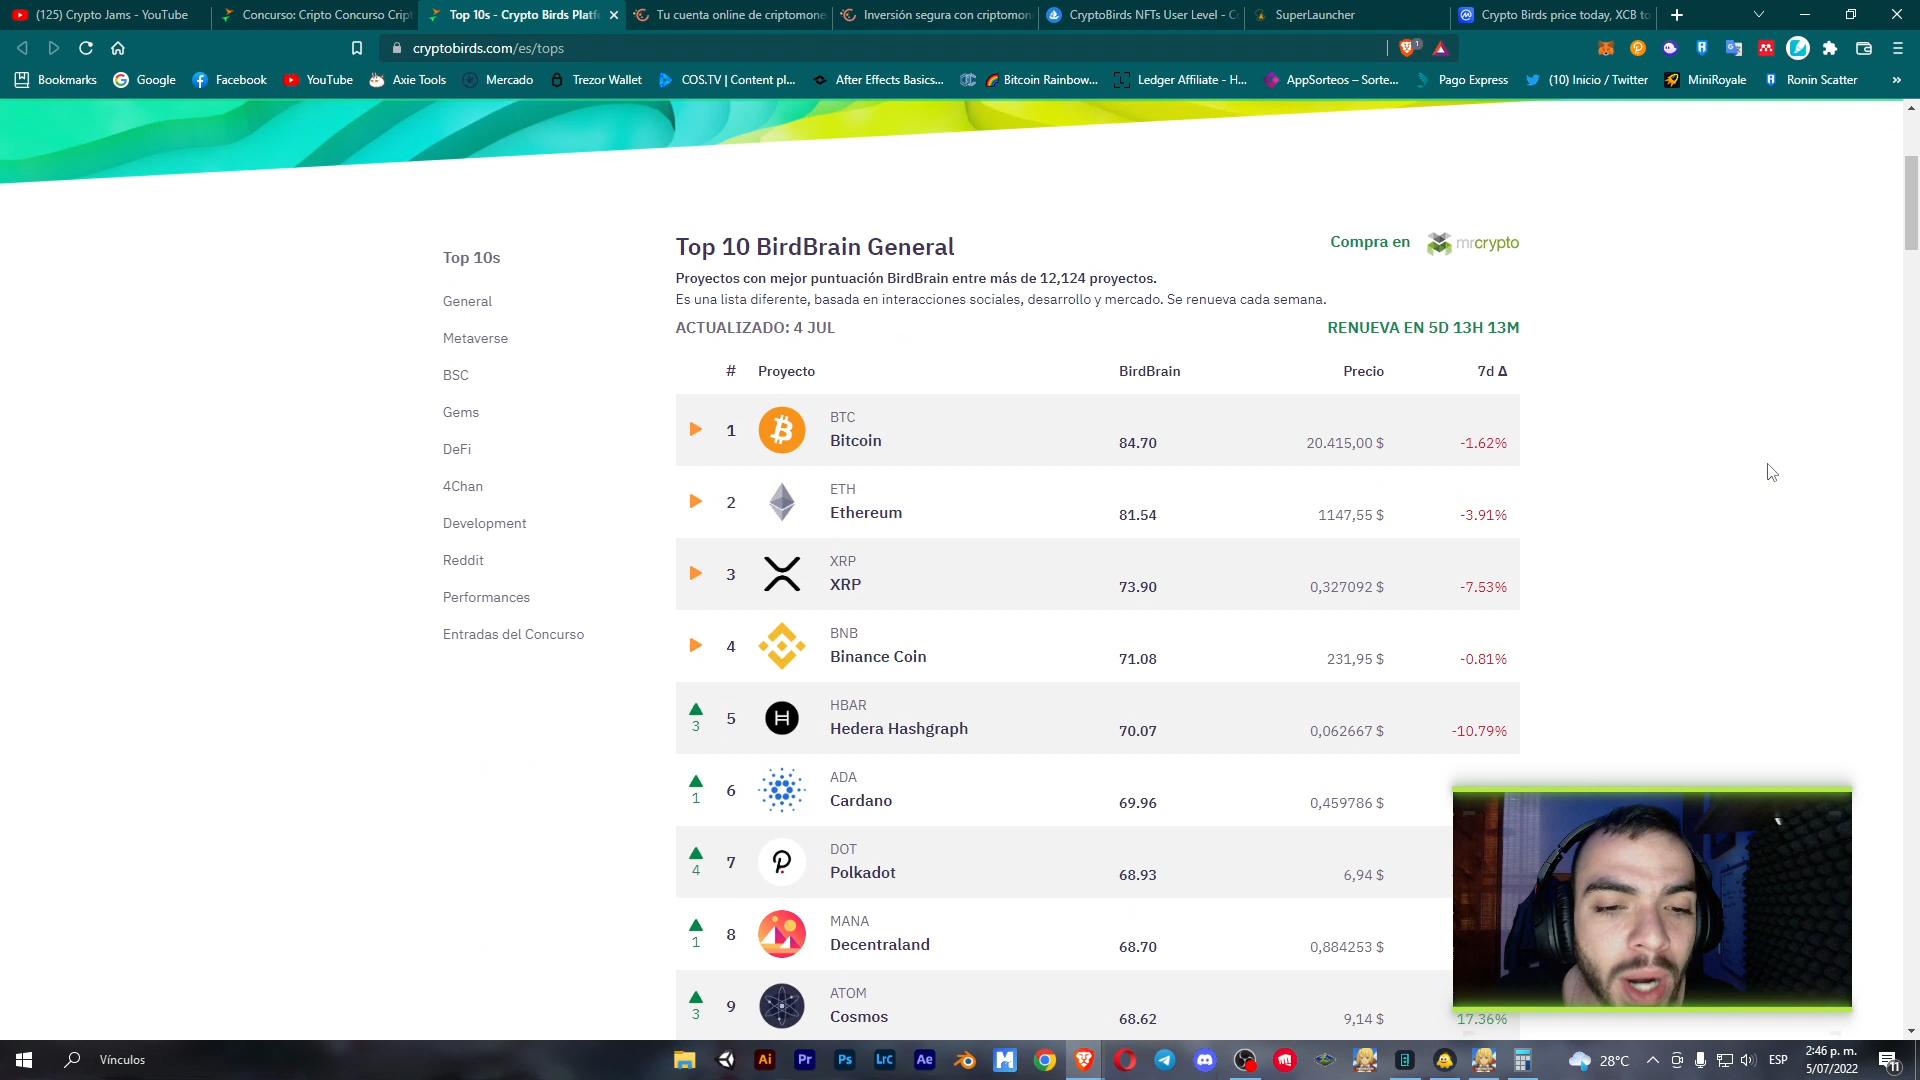 (125) Crypto Jams - YouTube
Concurso: Cripto Concurso Cript
Top 10s - Crypto Birds Platf
Tu cuenta online de criptomone
Inversión segura con criptomon
CryptoBirds NFTs User Level - C
SuperLauncher
Crypto Birds price today, XCB to
cryptobirds.com/es/tops
Bookmarks
Google
Facebook
YouTube
Axie Tools
Mercado
Trezor Wallet
COS.TV | Content pl...
After Effects Basics...
Bitcoin Rainbow...
Ledger Affiliate - H...
AppSorteos – Sorte...
Pago Express
(10) Inicio / Twitter
MiniRoyale
Ronin Scatter
»
Top 10s
General
Metaverse
BSC
Gems
DeFi
4Chan
Development
Reddit
Performances
Entradas del Concurso
Top 10 BirdBrain General
Compra en mrcrypto
Proyectos con mejor puntuación BirdBrain entre más de 12,124 proyectos.
Es una lista diferente, basada en interacciones sociales, desarrollo y mercado. Se renueva cada semana.
ACTUALIZADO: 4 JUL
RENUEVA EN 5D 13H 13M
# Proyecto BirdBrain Precio 7d Δ
BTC
1 Bitcoin 84.70 20.415,00 $ -1.62%
ETH
2 Ethereum 81.54 1147,55 $ -3.91%
XRP
3 XRP 73.90 0,327092 $ -7.53%
BNB
4 Binance Coin 71.08 231,95 $ -0.81%
HBAR
3 5 Hedera Hashgraph 70.07 0,062667 $ -10.79%
ADA
1 6 Cardano 69.96 0,459786 $
DOT
4 7 Polkadot 68.93 6,94 $
MANA
1 8 Decentraland 68.70 0,884253 $
ATOM
3 9 Cosmos 68.62 9,14 $ 17.36%
Vínculos
Ai
Pr
Ps
Lrc
Ae
28°C
ESP
2:46 p. m.
5/07/2022
11